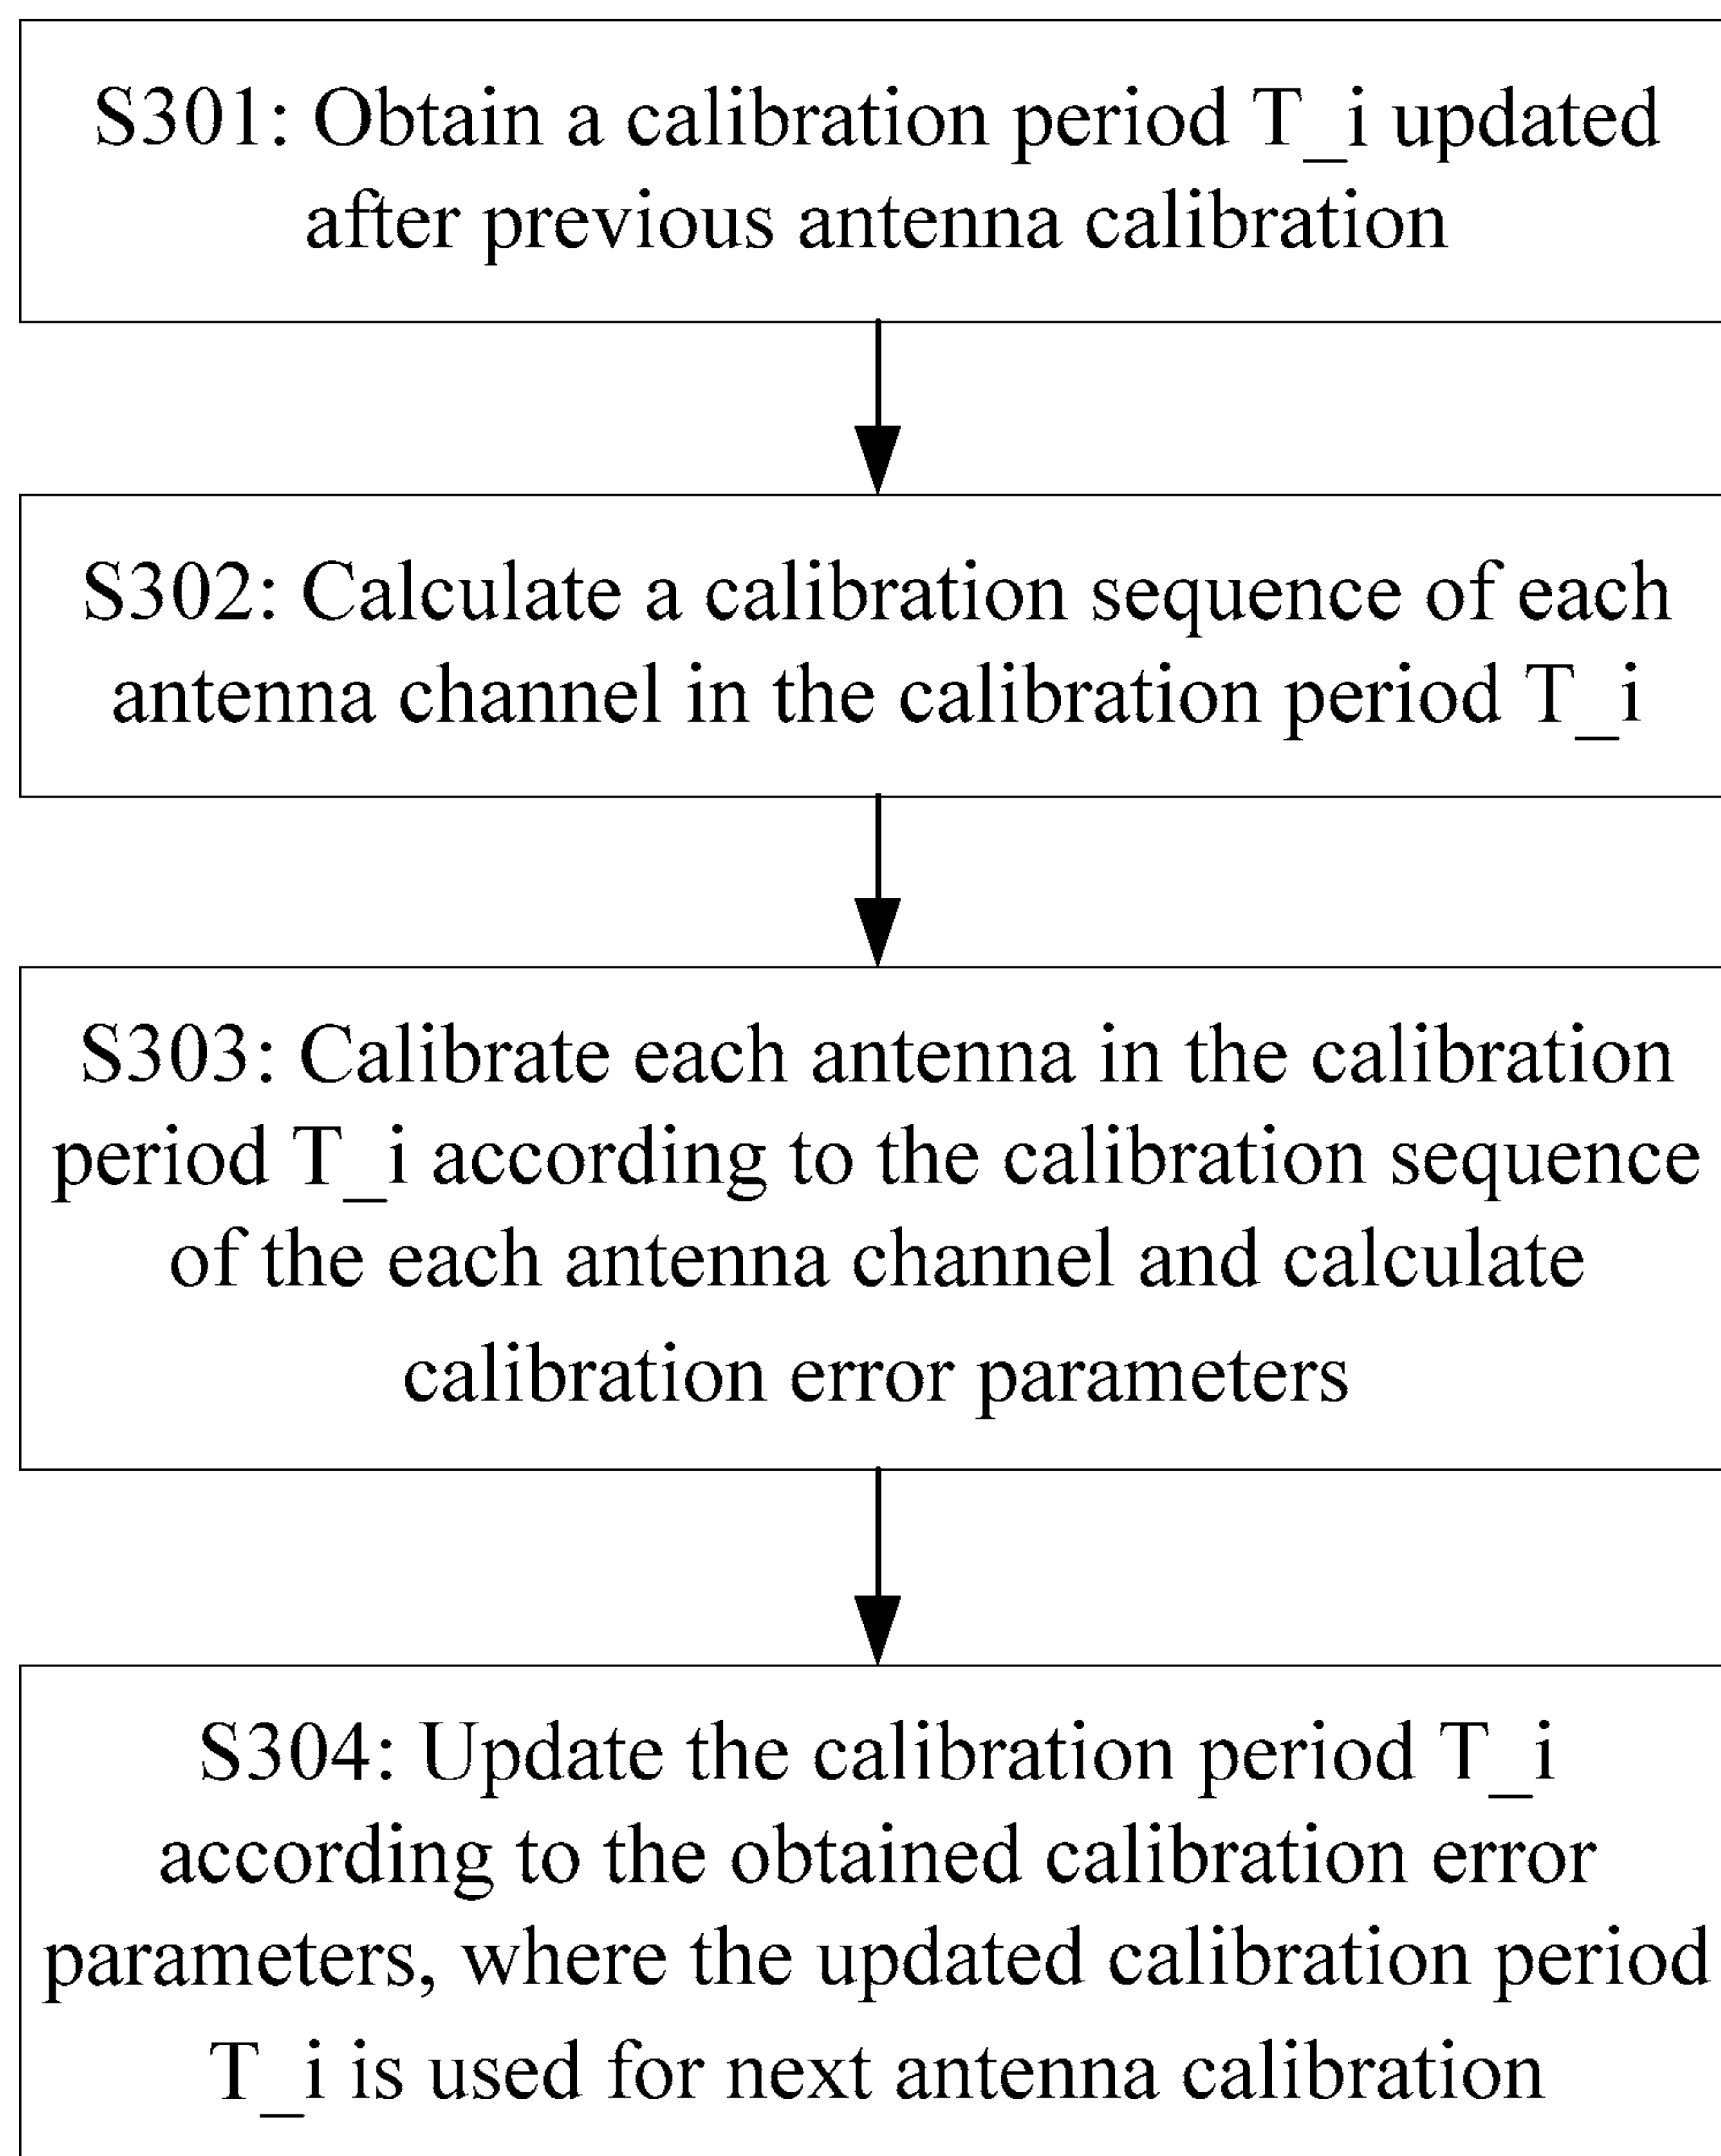 S301: Obtain a calibration period T_i updated
after previous antenna calibration
S302: Calculate a calibration sequence of each
antenna channel in the calibration period T_i
S303: Calibrate each antenna in the calibration
period T_i according to the calibration sequence
of the each antenna channel and calculate
calibration error parameters
S304: Update the calibration period T_i
according to the obtained calibration error
parameters, where the updated calibration period
T_i is used for next antenna calibration